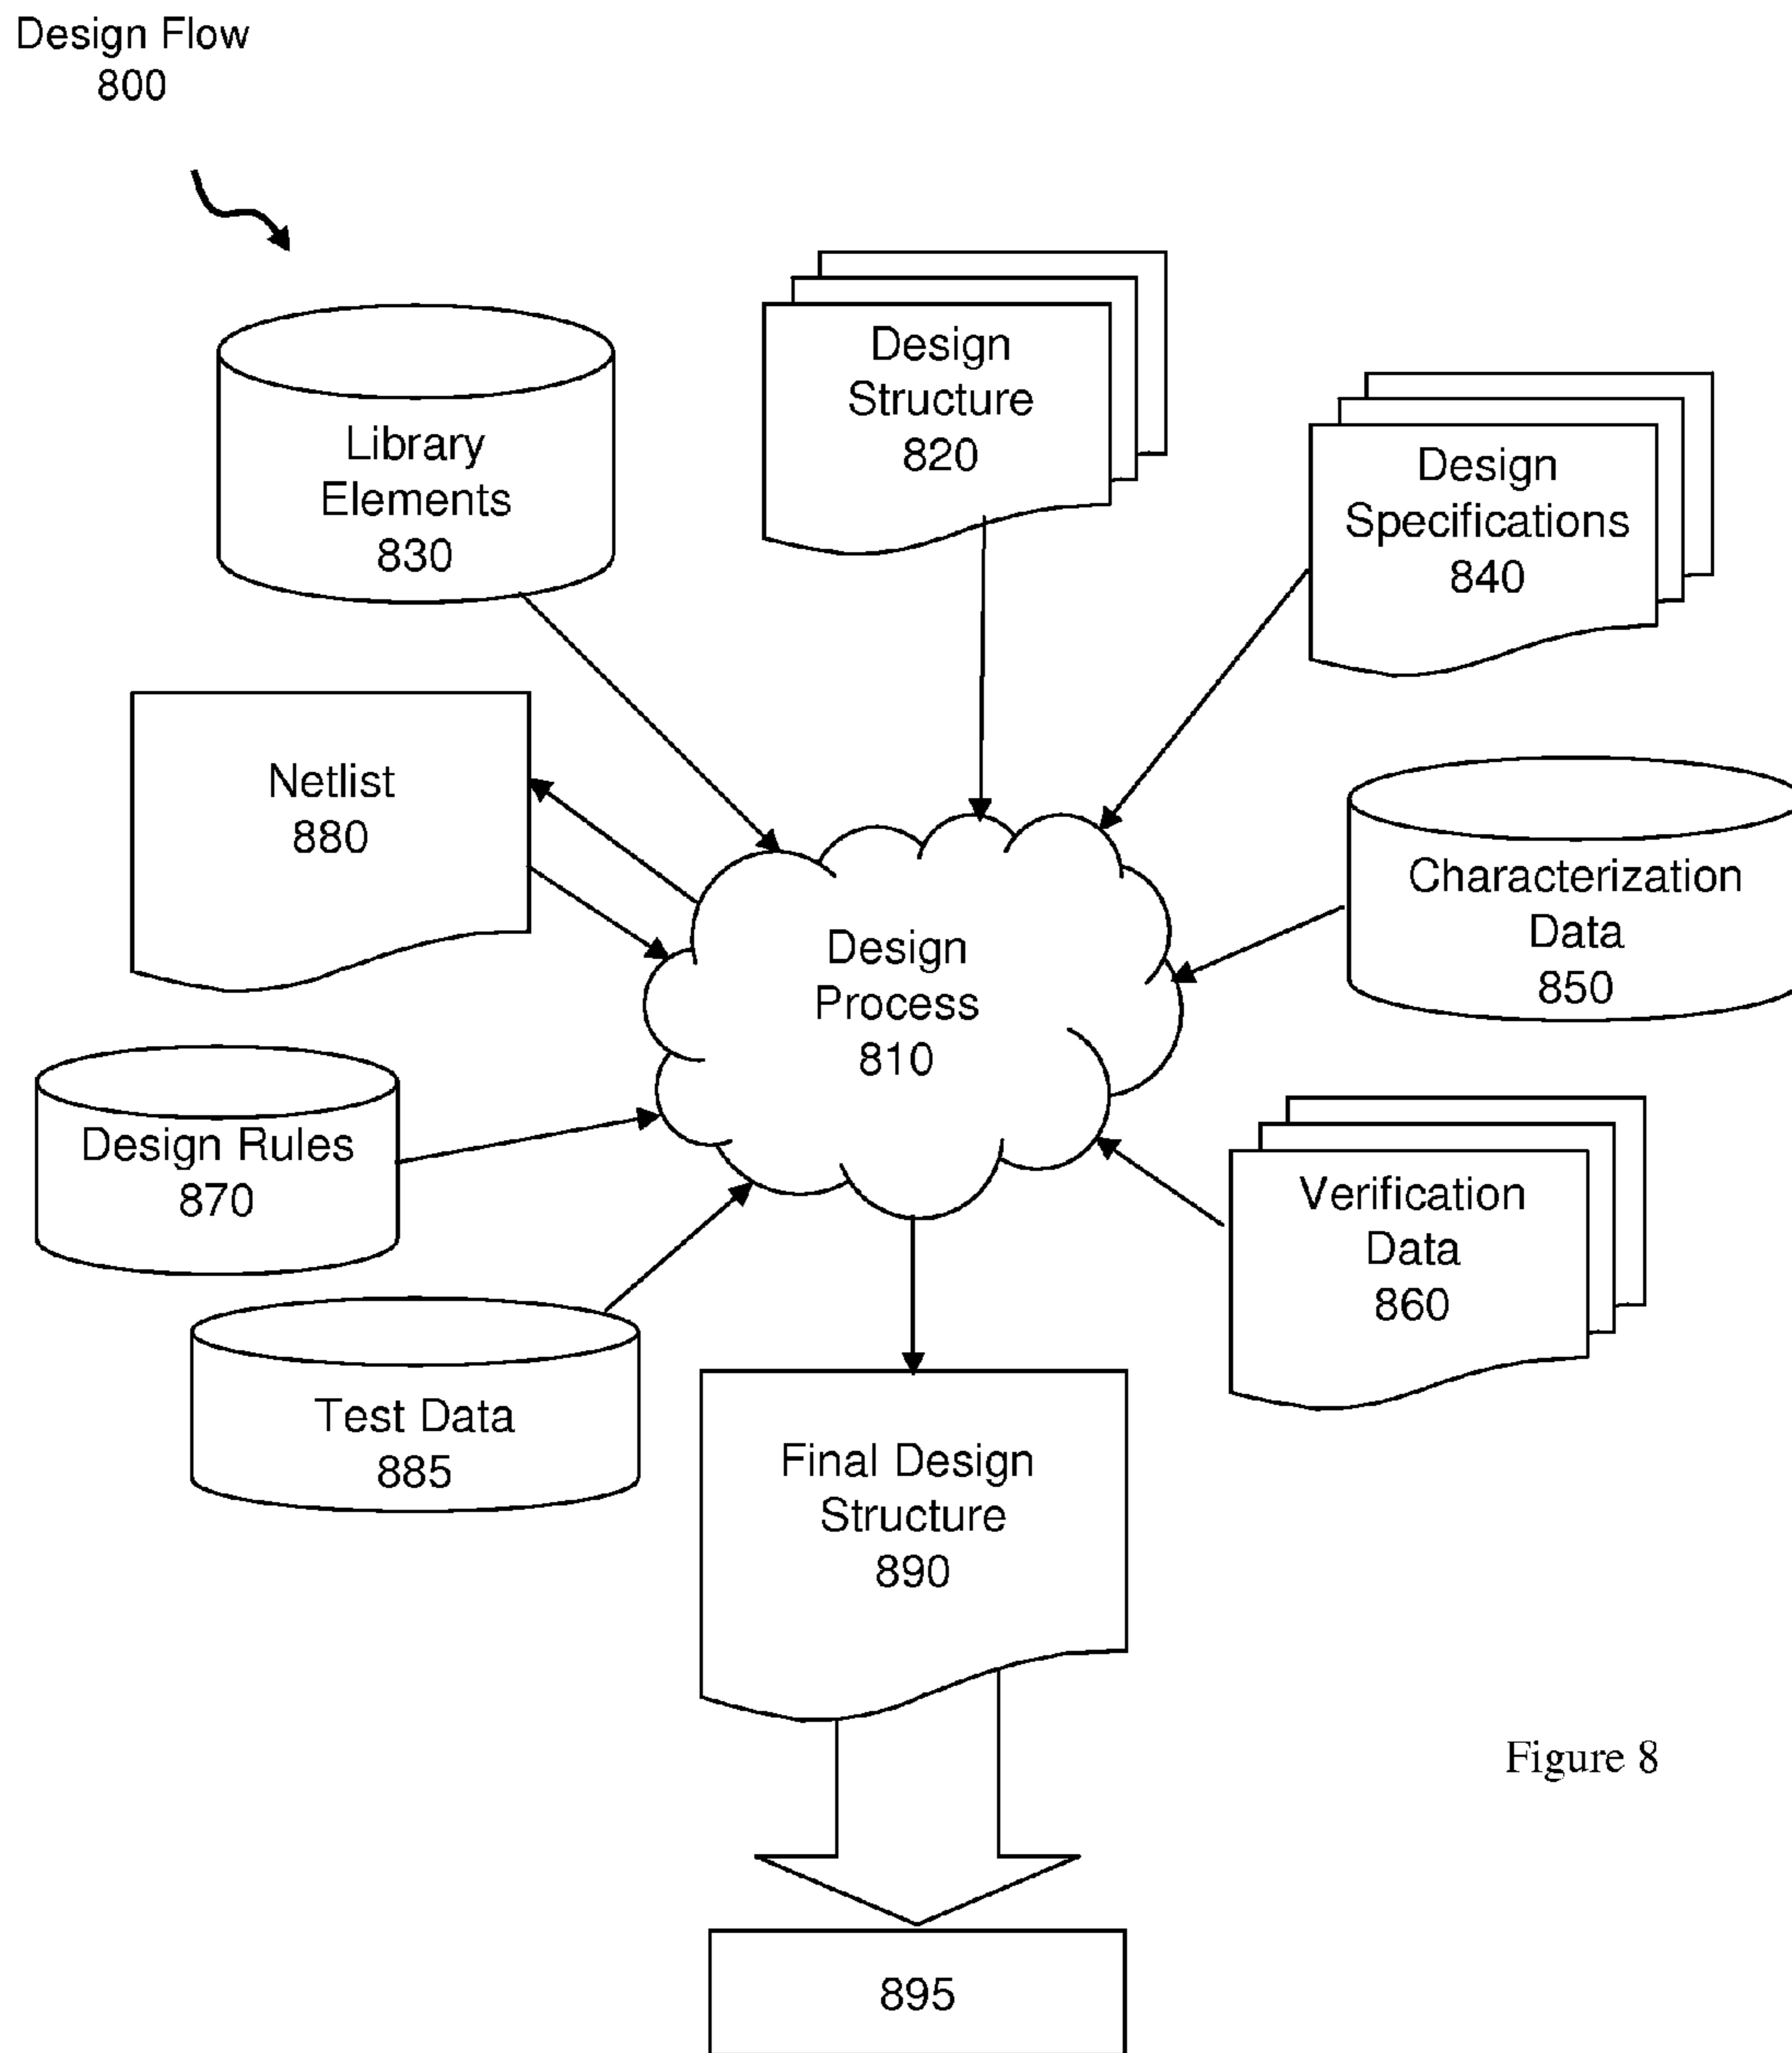 Design Flow
800
Design
Structure
820
Library
Elements
830
Design
Specifications
840
Netlist
880
Characterization
Data
850
Design
Process
810
Design Rules
870
Verification
Data
860
Test Data
885
Final Design
Structure
890
Figure 8
895